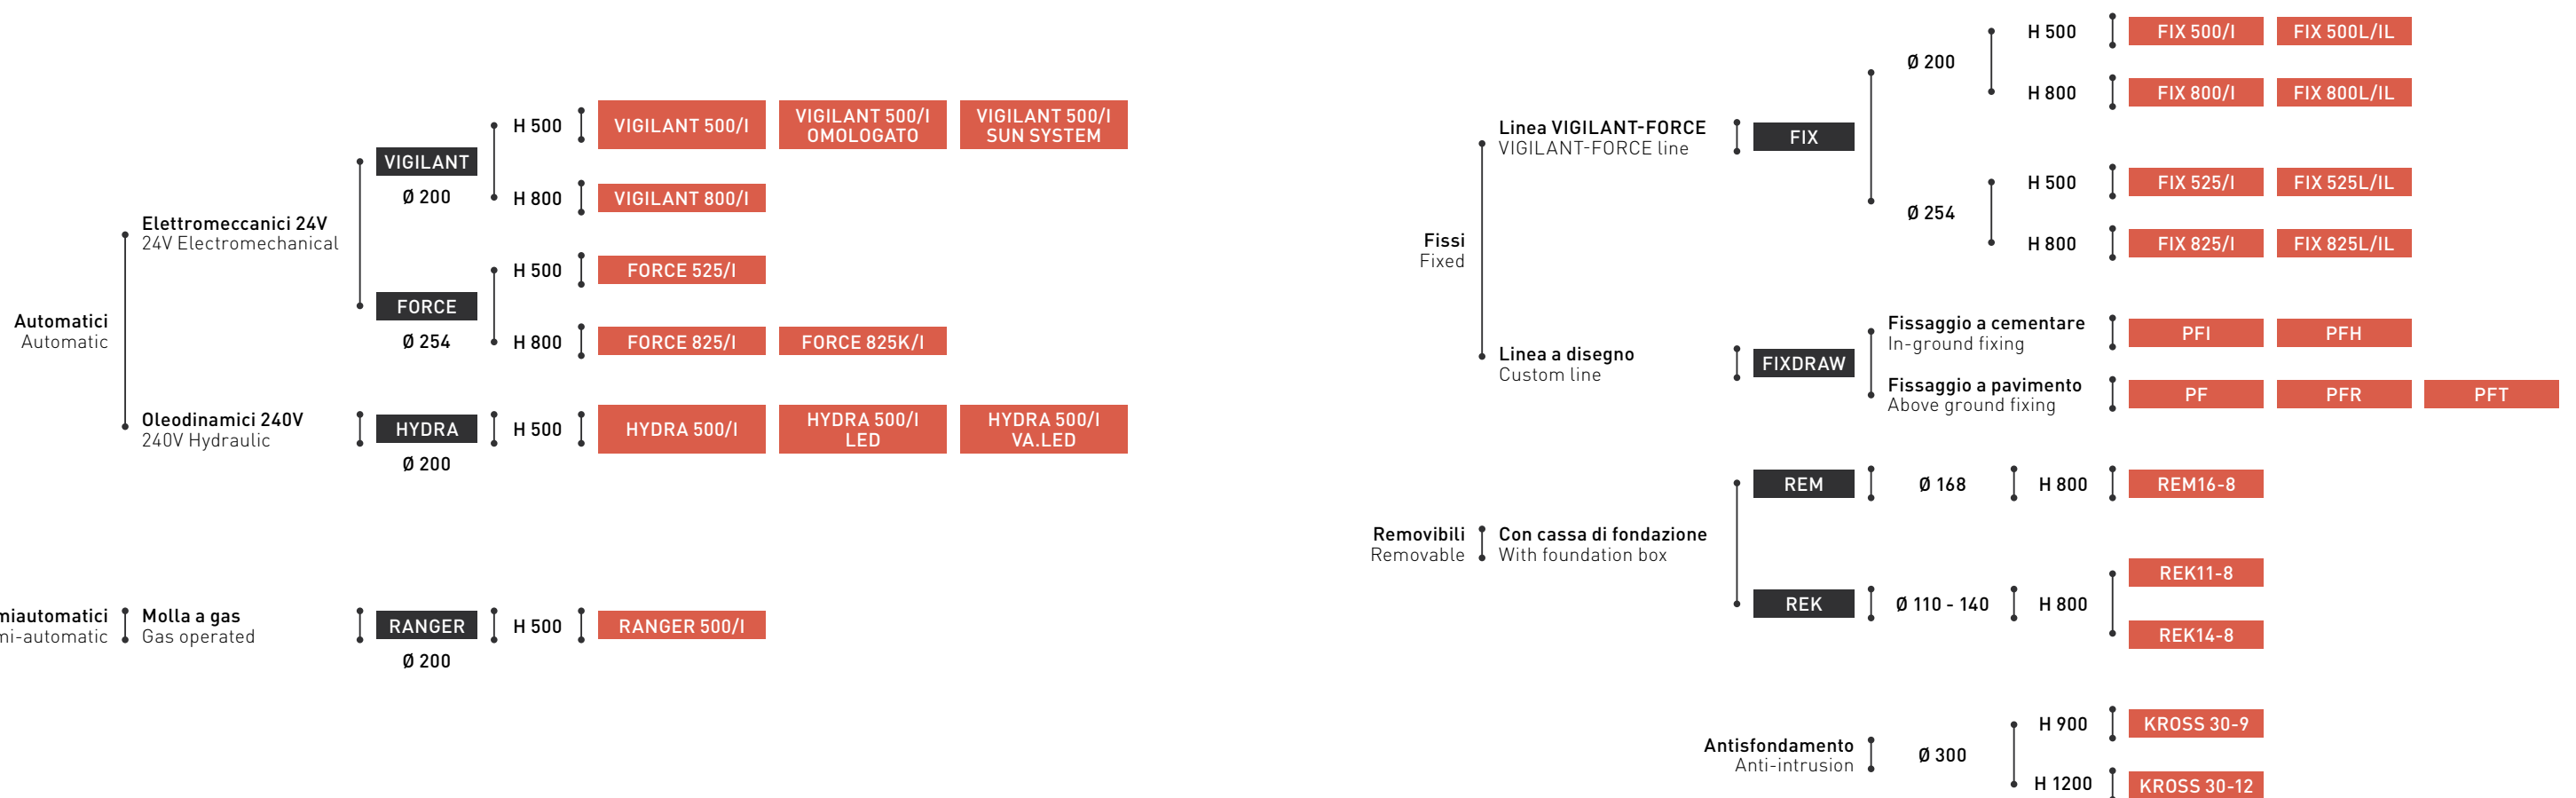 Automatici
Automatic
Elettromeccanici 24V
24V Electromechanical
VIGILANT
Ø 200
H 500
VIGILANT 500/I
VIGILANT 500/I
OMOLOGATO
VIGILANT 500/I
SUN SYSTEM
H 800
VIGILANT 800/I
FORCE
Ø 254
H 500
FORCE 525/I
H 800
FORCE 825/I
FORCE 825K/I
Oleodinamici 240V
240V Hydraulic
HYDRA
Ø 200
H 500
HYDRA 500/I
HYDRA 500/I
LED
HYDRA 500/I
VA.LED
miautomatici
mi-automatic
Molla a gas
Gas operated
RANGER
Ø 200
H 500
RANGER 500/I
Fissi
Fixed
Linea VIGILANT-FORCE
VIGILANT-FORCE line
FIX
Ø 200
H 500
FIX 500/I
FIX 500L/IL
H 800
FIX 800/I
FIX 800L/IL
Ø 254
H 500
FIX 525/I
FIX 525L/IL
H 800
FIX 825/I
FIX 825L/IL
Linea a disegno
Custom line
FIXDRAW
Fissaggio a cementare
In-ground fixing
PFI
PFH
Fissaggio a pavimento
Above ground fixing
PF
PFR
PFT
Removibili
Removable
Con cassa di fondazione
With foundation box
REM
Ø 168
H 800
REM16-8
REK
Ø 110 - 140
H 800
REK11-8
REK14-8
Antisfondamento
Anti-intrusion
Ø 300
H 900
KROSS 30-9
H 1200
KROSS 30-12